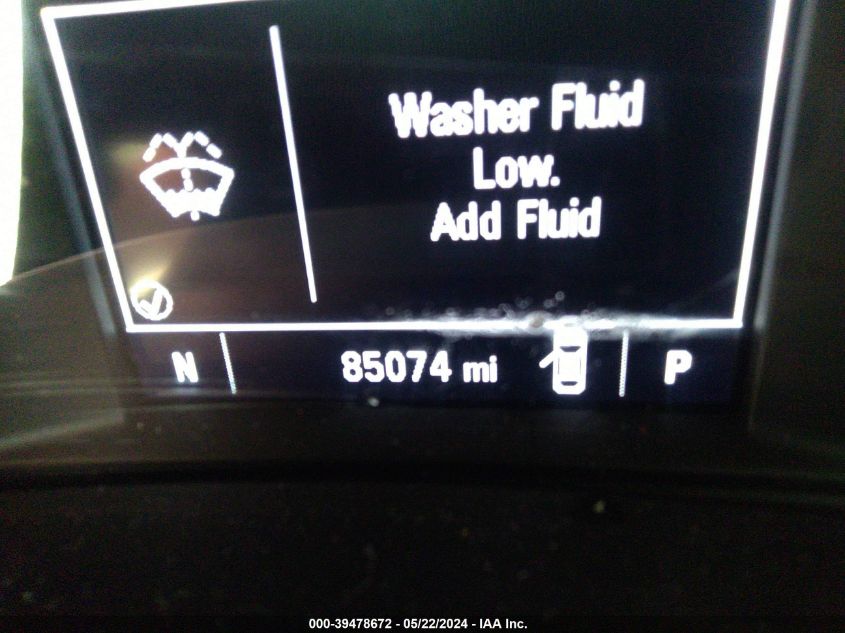 Washer Fluid
Low.
Add Fluid
N 85074 mi P
000-39478672 - 05/22/2024 - IAA Inc.